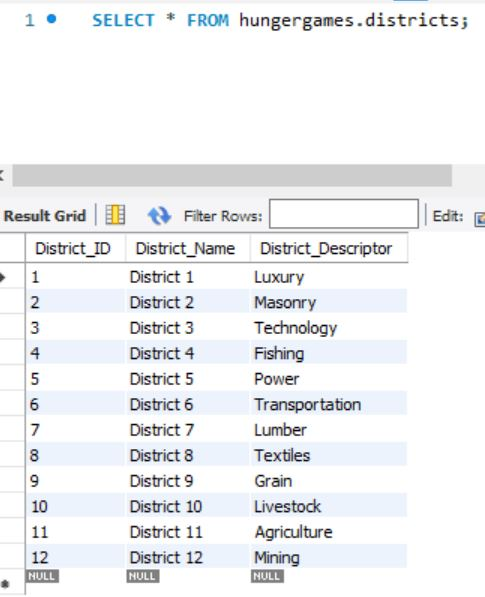 1 SELECT * FROM hungergames.districts;
Result Grid Filter Rows: Edit:
District_ID District_Name District_Descriptor
1 District 1 Luxury
2 District 2 Masonry
3 District 3 Technology
4 District 4 Fishing
5 District 5 Power
6 District 6 Transportation
7 District 7 Lumber
8 District 8 Textiles
9 District 9 Grain
10 District 10 Livestock
11 District 11 Agriculture
12 District 12 Mining
NULL NULL NULL